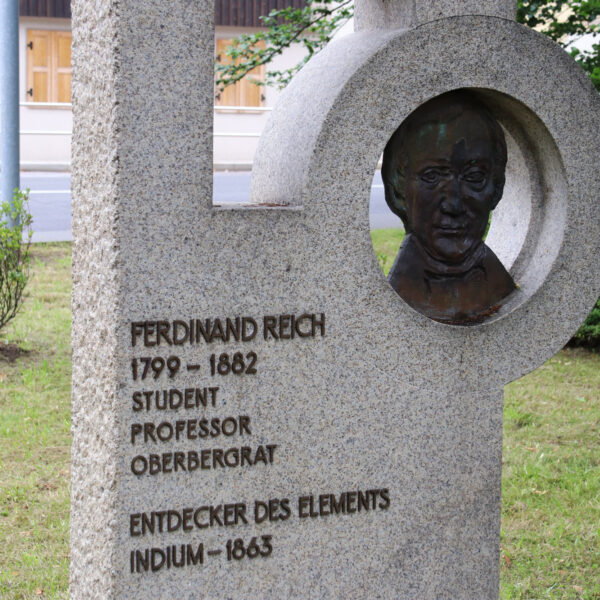 FERDINAND REICH
1799 – 1882
STUDENT
PROFESSOR
OBERBERGRAT
ENTDECKER DES ELEMENTS
INDIUM – 1863